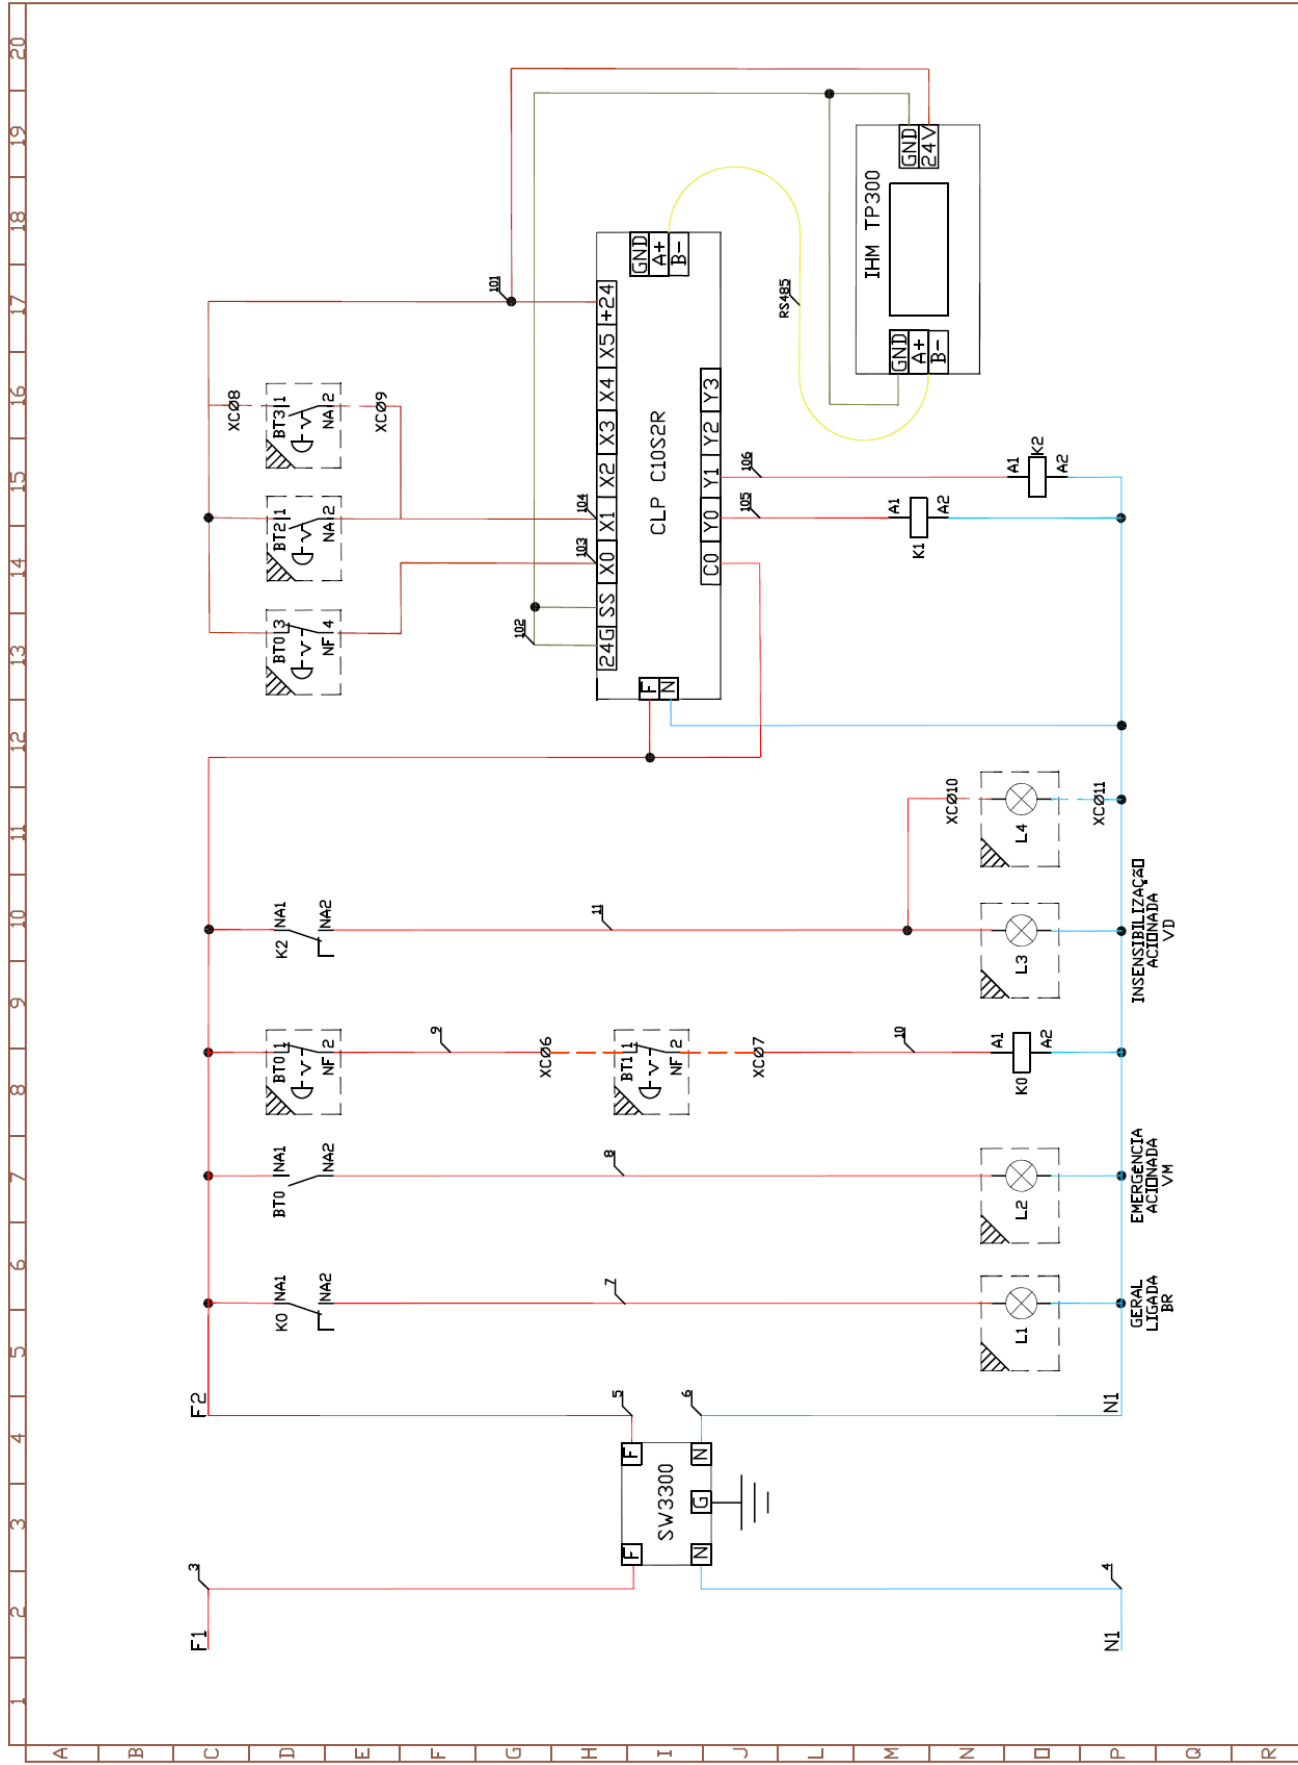 1 2 3 4 5 6 7 8 9 10 11 12 13 14 15 16 17 18 19 20
A
B
C
D
E
F
G
H
I
J
L
M
N
O
P
Q
R
F1
3
F2
K0
NA1
NA2
BT0
NA1
NA2
BT0
1
NF
2
K2
NA1
NA2
BT0
3
NF
4
BT2
1
NA
2
XCØ8
BT3
1
NA
2
XCØ9
9
101
102
XCØ6
5
7
8
11
103
104
24G SS X0 X1 X2 X3 X4 X5 +24
F
F
SW3300
G
N
N
6
BT1
1
NF
2
XCØ7
F
N
CLP C10S2R
GND
A+
B-
C0 Y0 Y1 Y2 Y3
105
106
RS485
10
IHM TP300
GND
A+
B-
GND
24V
K1
A1
A2
K2
A1
A2
L1
L2
K0
A1
A2
L3
XCØ10
L4
XCØ11
N1
4
N1
GERAL
LIGADA
BR
EMERGÊNCIA
ACIONADA
VM
INSENSIBILIZAÇÃO
ACIONADA
VD